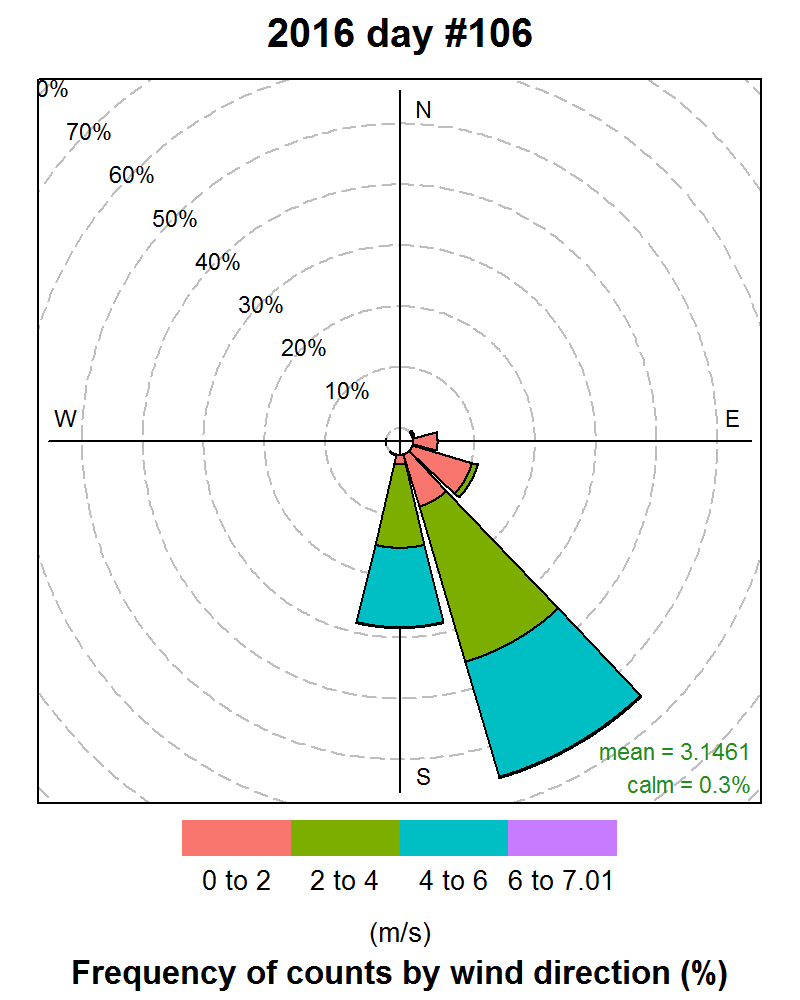 2016 day #106
0%
70%
60%
50%
40%
30%
20%
10%
N
W
E
S
mean = 3.1461
calm = 0.3%
0 to 2 2 to 4 4 to 6 6 to 7.01
(m/s)
Frequency of counts by wind direction (%)